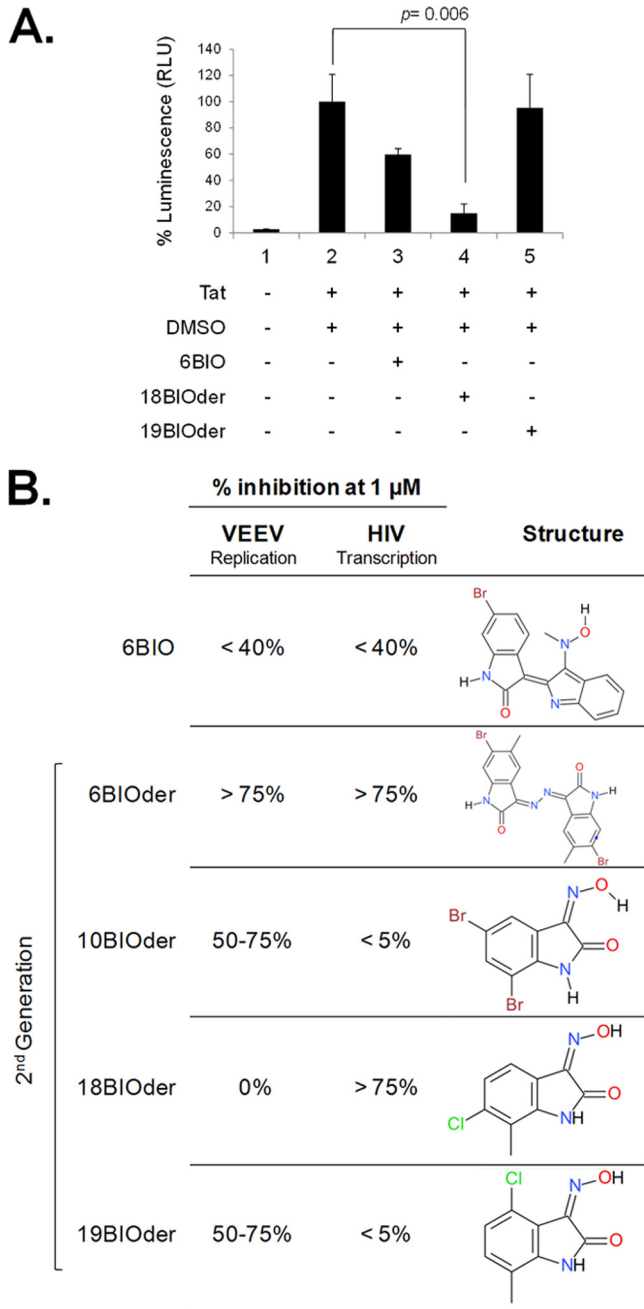 A.
p= 0.006
% Luminescence (RLU)
140
120
100
80
60
40
20
0
1 2 3 4 5
Tat - + + + +
DMSO - + + + +
6BIO - - + - -
18BIOder - - - + -
19BIOder - - - - +
B.
% inhibition at 1 µM
VEEV HIV Structure
Replication Transcription
6BIO < 40% < 40%
Br H O N H N O N
2nd Generation
6BIOder > 75% > 75%
Br O N H H N N N O Br
10BIOder 50-75% < 5%
N O H Br O N H Br
18BIOder 0% > 75%
N OH O Cl NH
19BIOder 50-75% < 5%
Cl N OH O NH